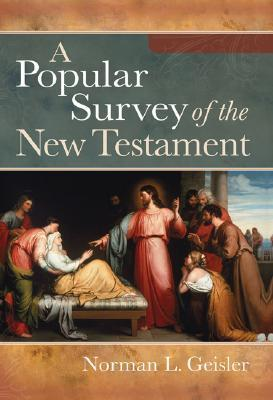 A
Popular
Survey of the
New Testament
Norman L. Geisler